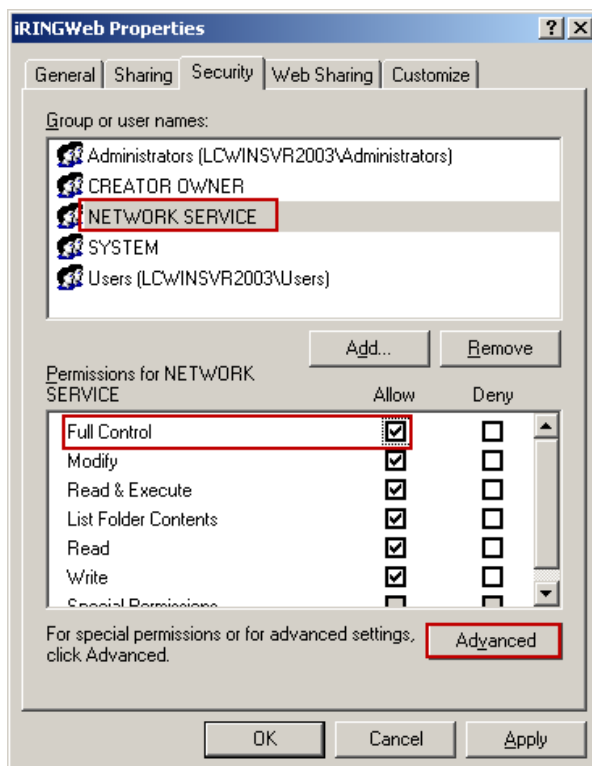 iRINGWeb Properties
General Sharing Security Web Sharing Customize
Group or user names:
Administrators (LCWINSVR2003\Administrators)
CREATOR OWNER
NETWORK SERVICE
SYSTEM
Users (LCWINSVR2003\Users)
Add... Remove
Permissions for NETWORK
SERVICE Allow Deny
Full Control
Modify
Read & Execute
List Folder Contents
Read
Write
Special Permissions
For special permissions or for advanced settings,
click Advanced.
Advanced
OK Cancel Apply